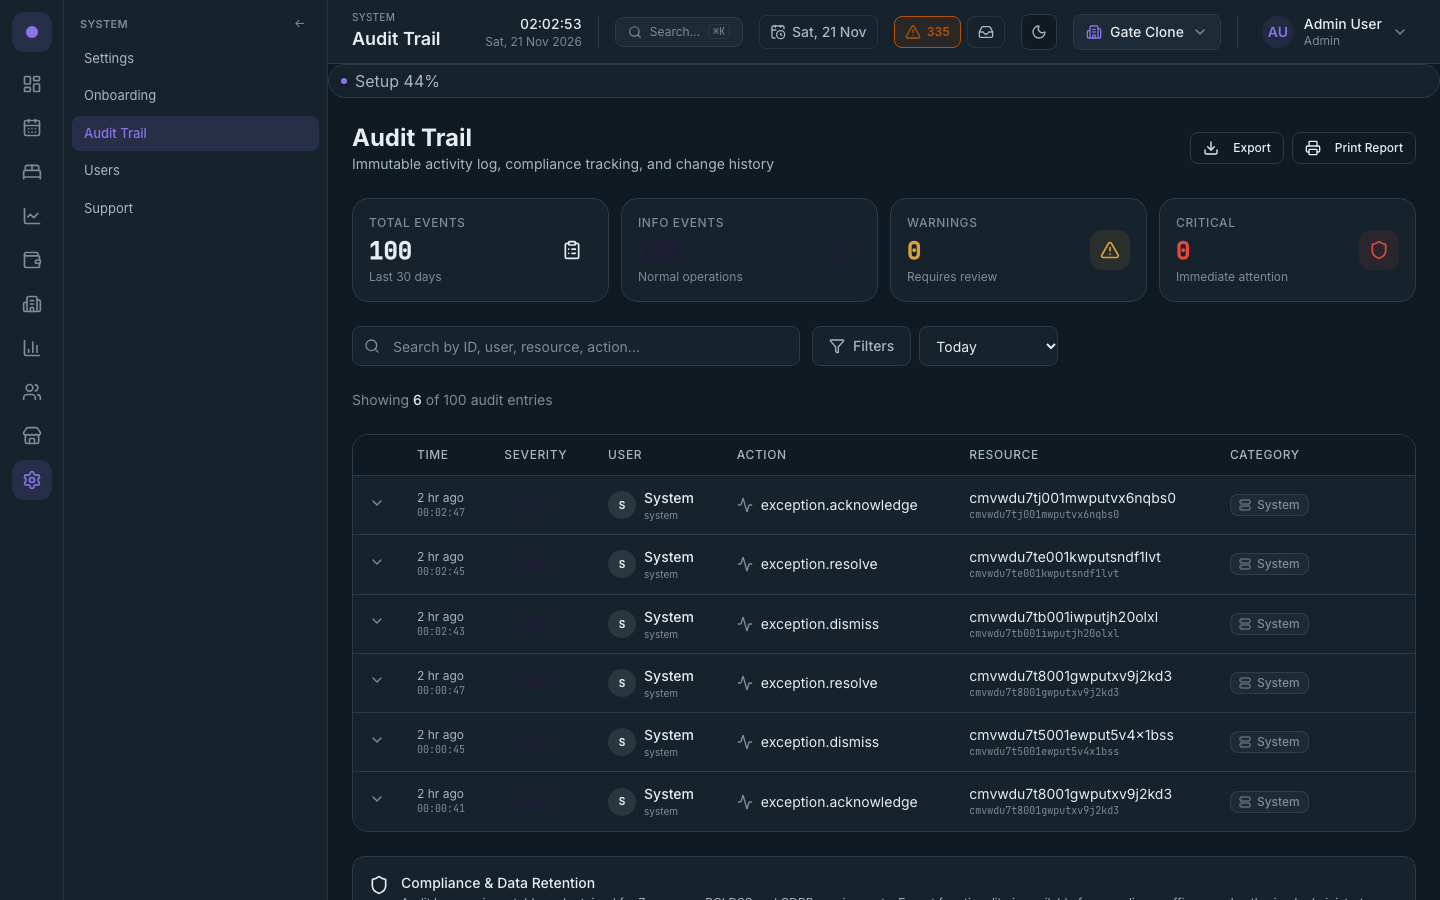 SYSTEM
Settings
Onboarding
Audit Trail
Users
Support
SYSTEM
Audit Trail
02:02:53
Sat, 21 Nov 2026
Search... ⌘K
Sat, 21 Nov
335
Gate Clone
AU
Admin User
Admin
Setup 44%
Audit Trail
Immutable activity log, compliance tracking, and change history
Export
Print Report
TOTAL EVENTS
100
Last 30 days
INFO EVENTS
100
Normal operations
WARNINGS
0
Requires review
CRITICAL
0
Immediate attention
Search by ID, user, resource, action...
Filters
Today
Showing 6 of 100 audit entries
TIME SEVERITY USER ACTION RESOURCE CATEGORY
2 hr ago S System exception.acknowledge cmvwdu7tj001mwputvx6nqbs0 System
00:02:47 system cmvwdu7tj001mwputvx6nqbs0
2 hr ago S System exception.resolve cmvwdu7te001kwputsndf1lvt System
00:02:45 system cmvwdu7te001kwputsndf1lvt
2 hr ago S System exception.dismiss cmvwdu7tb001iwputjh20olxl System
00:02:43 system cmvwdu7tb001iwputjh20olxl
2 hr ago S System exception.resolve cmvwdu7t8001gwputxv9j2kd3 System
00:00:47 system cmvwdu7t8001gwputxv9j2kd3
2 hr ago S System exception.dismiss cmvwdu7t5001ewput5v4×1bss System
00:00:45 system cmvwdu7t5001ewput5v4x1bss
2 hr ago S System exception.acknowledge cmvwdu7t8001gwputxv9j2kd3 System
00:00:41 system cmvwdu7t8001gwputxv9j2kd3
Compliance & Data Retention